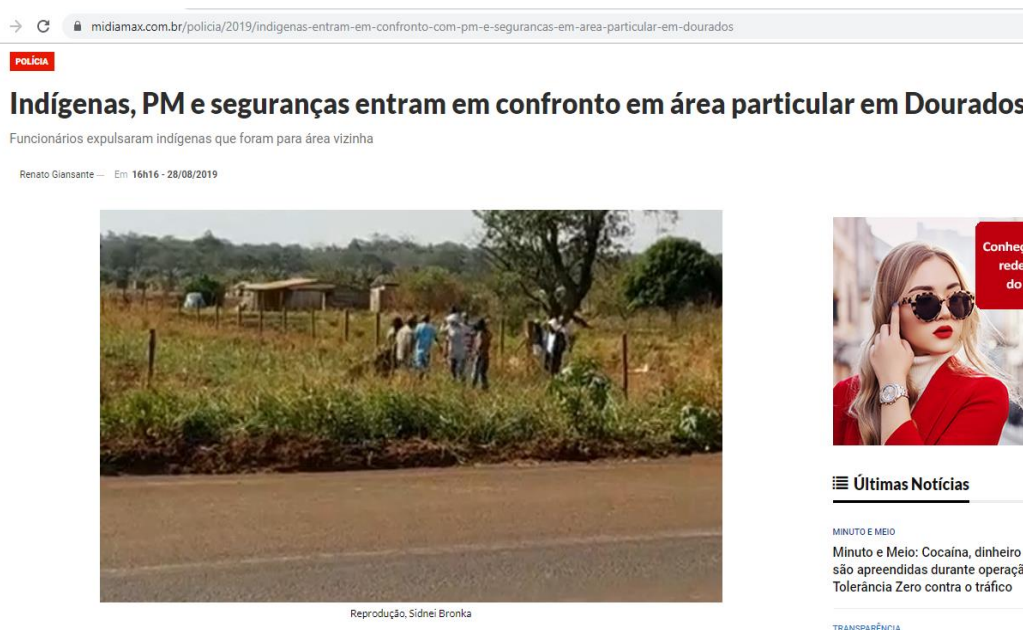 midiamax.com.br/policia/2019/indigenas-entram-em-confronto-com-pm-e-segurancas-em-area-particular-em-dourados
POLÍCIA
Indígenas, PM e seguranças entram em confronto em área particular em Dourados
Funcionários expulsaram indígenas que foram para área vizinha
Renato Giansante — Em 16h16 - 28/08/2019
rede
do
Reprodução, Sidnei Bronka
Últimas Notícias
MINUTO E MEIO
Minuto e Meio: Cocaína, dinheiro
são apreendidas durante operaçã
Tolerância Zero contra o tráfico
TRANSPARÊNCIA